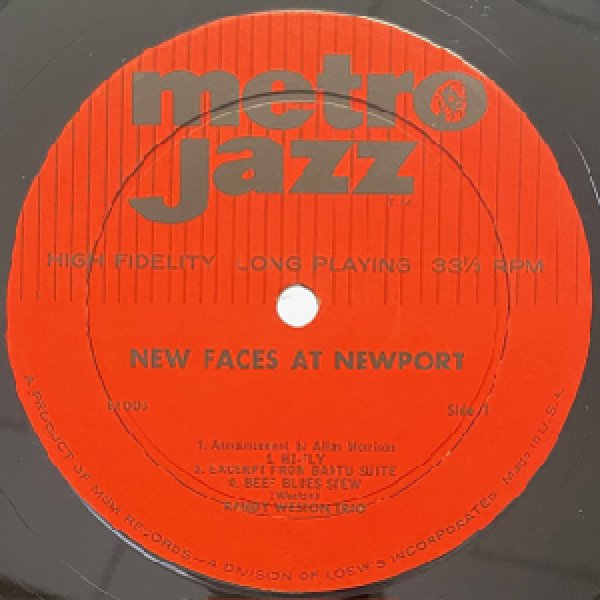 metro
jazz
T.M.
HIGH FIDELITY LONG PLAYING 33⅓ RPM
NEW FACES AT NEWPORT
E1005 Side 1
1. Announcement by Allan Morrison
2. HI-FLY
3. EXCERPT FROM BANTU SUITE
4. BEEF BLUES STEW
(Weston)
RANDY WESTON TRIO
A PRODUCT OF MGM RECORDS—A DIVISION OF LOEW'S INCORPORATED Made in U.S.A.